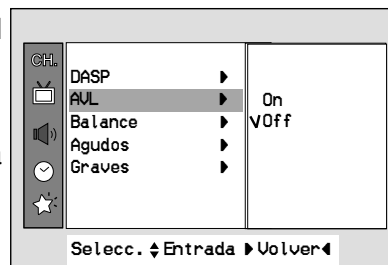 CH.
DASP ▶
AVL ▶
Balance ▶
Agudos ▶
Graves ▶
On
√Off
Selecc.▲▼Entrada ▶Volver◀